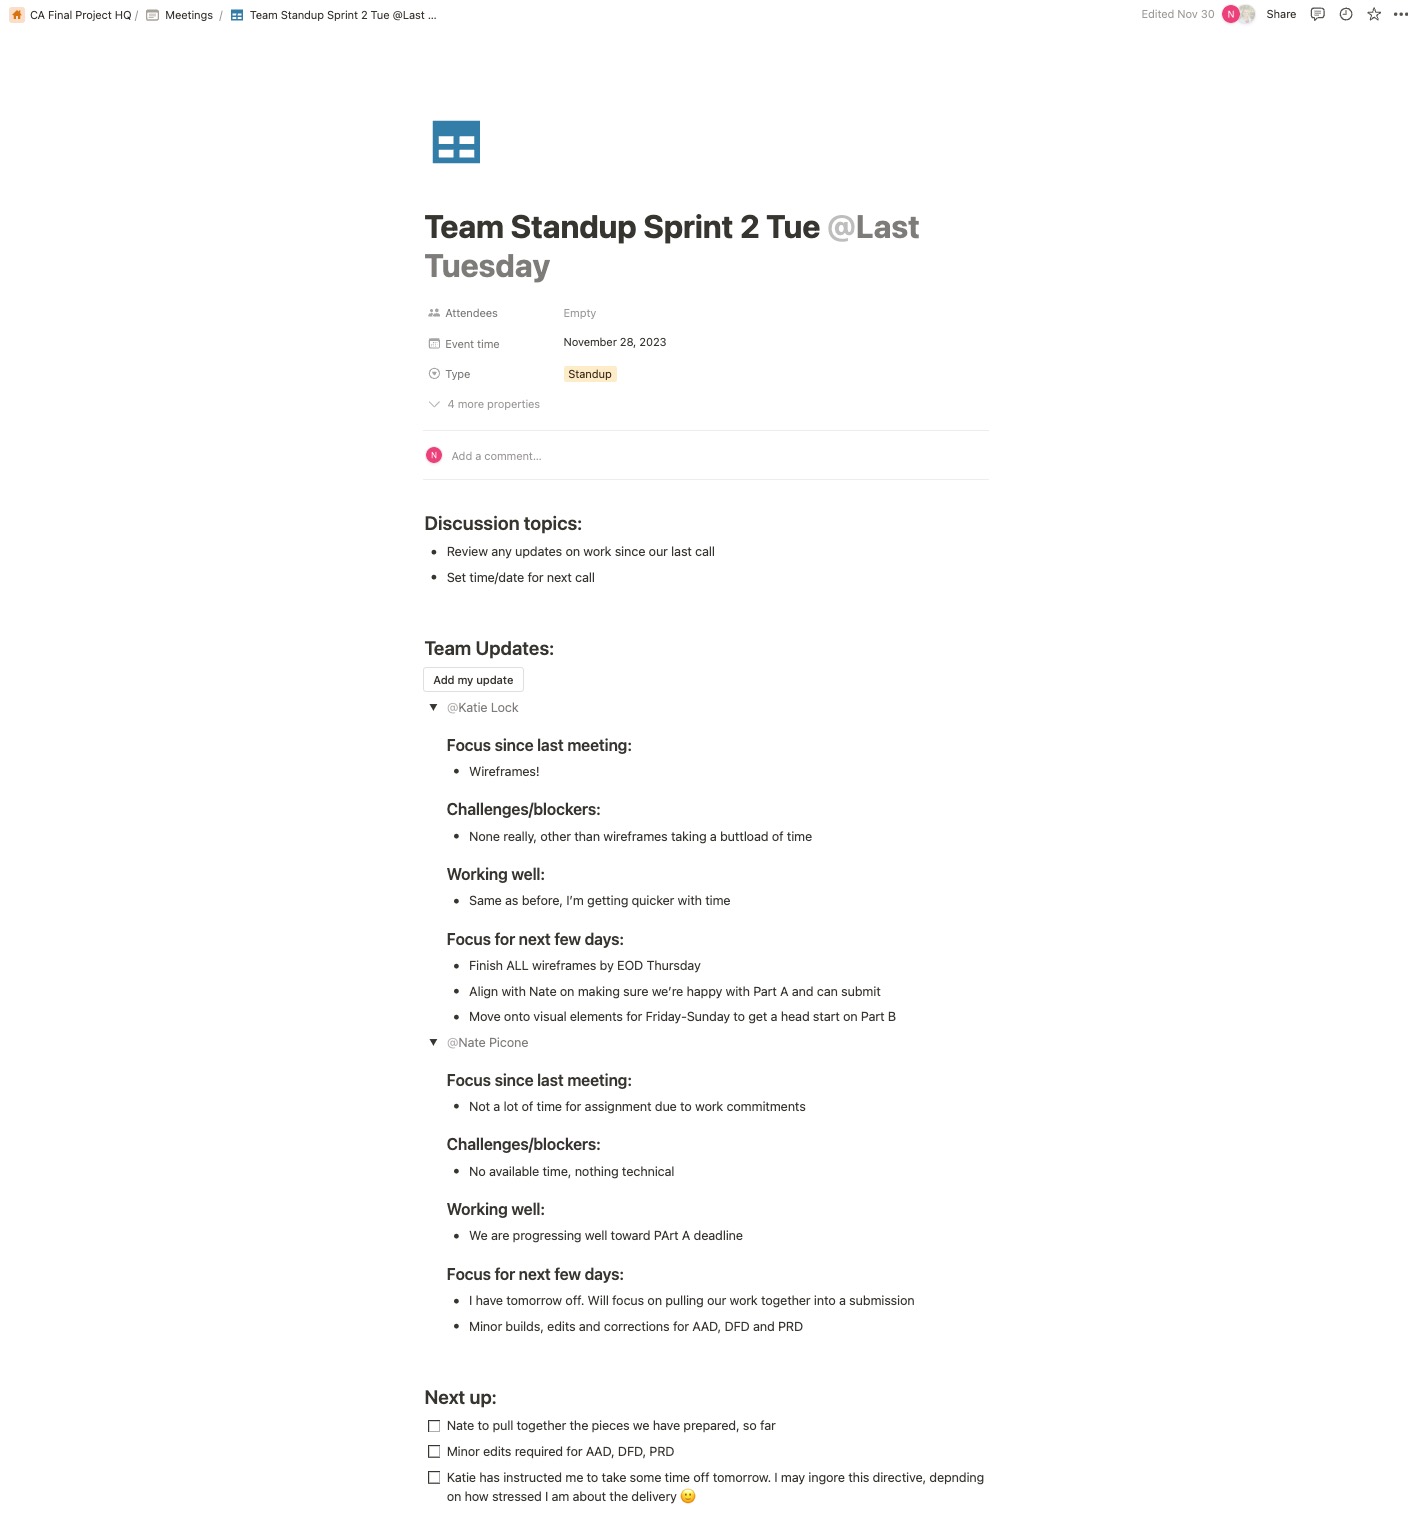 CA Final Project HQ / Meetings / Team Standup Sprint 2 Tue @Last ...
Edited Nov 30 N Share
Team Standup Sprint 2 Tue @Last
Tuesday
Attendees Empty
Event time November 28, 2023
Type Standup
4 more properties
N Add a comment...
Discussion topics:
Review any updates on work since our last call
Set time/date for next call
Team Updates:
Add my update
@Katie Lock
Focus since last meeting:
Wireframes!
Challenges/blockers:
None really, other than wireframes taking a buttload of time
Working well:
Same as before, I’m getting quicker with time
Focus for next few days:
Finish ALL wireframes by EOD Thursday
Align with Nate on making sure we’re happy with Part A and can submit
Move onto visual elements for Friday-Sunday to get a head start on Part B
@Nate Picone
Focus since last meeting:
Not a lot of time for assignment due to work commitments
Challenges/blockers:
No available time, nothing technical
Working well:
We are progressing well toward PArt A deadline
Focus for next few days:
I have tomorrow off. Will focus on pulling our work together into a submission
Minor builds, edits and corrections for AAD, DFD and PRD
Next up:
Nate to pull together the pieces we have prepared, so far
Minor edits required for AAD, DFD, PRD
Katie has instructed me to take some time off tomorrow. I may ingore this directive, depnding
on how stressed I am about the delivery 🙂